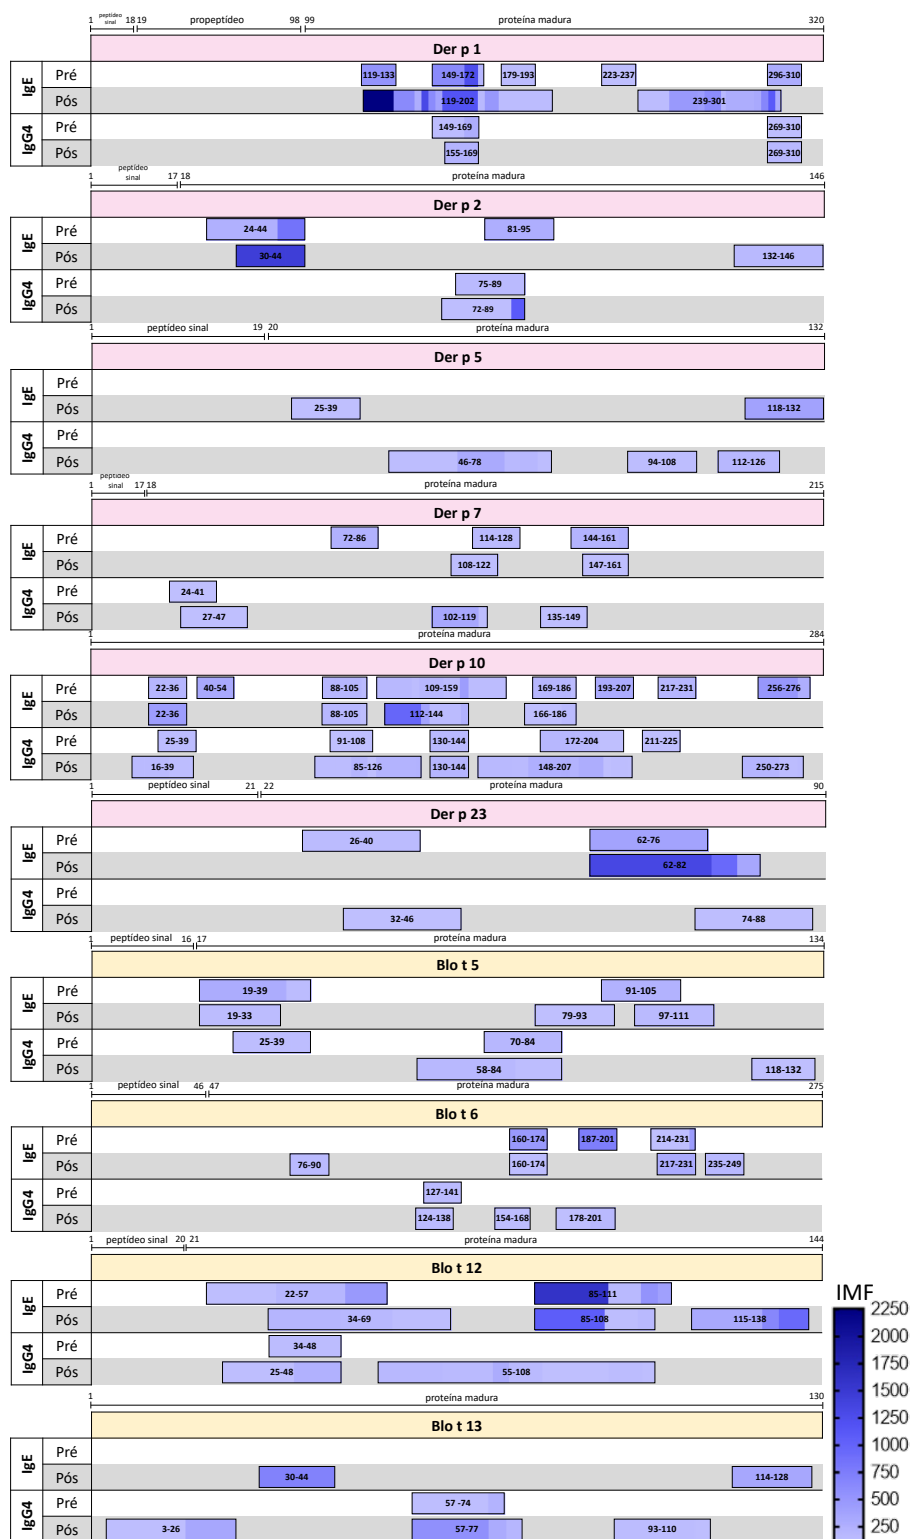 peptídeo
sinal
1 18 19 propeptídeo 98 99 proteína madura 320
Der p 1
IgE Pré 119-133 149-172 179-193 223-237 296-310
Pós 119-202 239-301
IgG4 Pré 149-169 269-310
Pós 155-169 269-310
peptídeo
sinal
1 17 18 proteína madura 146
Der p 2
IgE Pré 24-44 81-95
Pós 30-44 132-146
IgG4 Pré 75-89
Pós 72-89
1 peptídeo sinal 19 20 proteína madura 132
Der p 5
IgE Pré
Pós 25-39 118-132
IgG4 Pré
Pós 46-78 94-108 112-126
peptídeo
sinal
1 17 18 proteína madura 215
Der p 7
IgE Pré 72-86 114-128 144-161
Pós 108-122 147-161
IgG4 Pré 24-41
Pós 27-47 102-119 135-149
1 proteína madura 284
Der p 10
IgE Pré 22-36 40-54 88-105 109-159 169-186 193-207 217-231 256-276
Pós 22-36 88-105 112-144 166-186
IgG4 Pré 25-39 91-108 130-144 172-204 211-225
Pós 16-39 85-126 130-144 148-207 250-273
1 peptídeo sinal 21 22 proteína madura 90
Der p 23
IgE Pré 26-40 62-76
Pós 62-82
IgG4 Pré
Pós 32-46 74-88
1 peptídeo sinal 16 17 proteína madura 134
Blo t 5
IgE Pré 19-39 91-105
Pós 19-33 79-93 97-111
IgG4 Pré 25-39 70-84
Pós 58-84 118-132
1 peptídeo sinal 46 47 proteína madura 275
Blo t 6
IgE Pré 160-174 187-201 214-231
Pós 76-90 160-174 217-231 235-249
IgG4 Pré 127-141
Pós 124-138 154-168 178-201
1 peptídeo sinal 20 21 proteína madura 144
Blo t 12
IgE Pré 22-57 85-111
Pós 34-69 85-108 115-138
IgG4 Pré 34-48
Pós 25-48 55-108
1 proteína madura 130
Blo t 13
IgE Pré
Pós 30-44 114-128
IgG4 Pré 57 -74
Pós 3-26 57-77 93-110
IMF
2250
2000
1750
1500
1250
1000
750
500
250